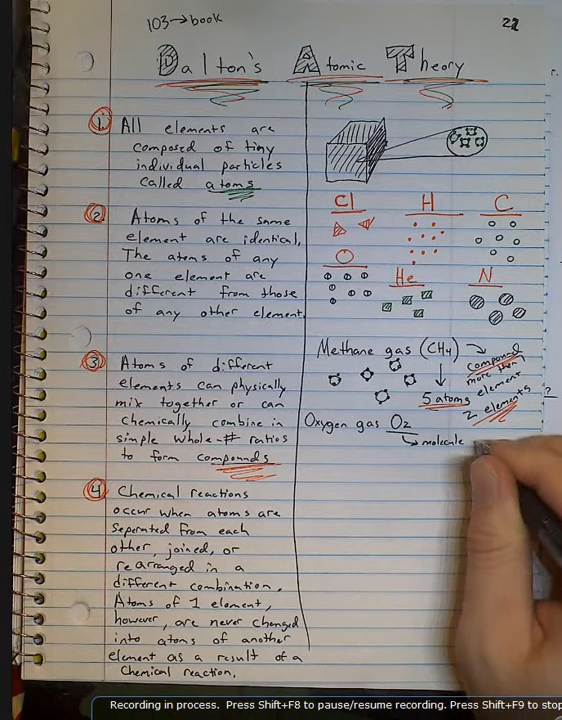 103→book
22
Dalton's Atomic Theory
1. All elements are
composed of tiny
individual particles
called atoms
2 Atoms of the same
element are identical.
The atoms of any
one element are
different from those
of any other element.
3 Atoms of different
elements can physically
mix together or can
chemically combine in
simple whole-# ratios
to form compounds
4 Chemical reactions
occur when atoms are
seperated from each
other, joined, or
rearranged in a
different combination.
Atoms of 1 element,
however, are never changed
into atoms of another
element as a result of a
Chemical reaction.
Cl H C
O He N
Methane gas (CH4) →
compound
more then 1
element
5 atoms
2 elements
?
Oxygen gas O2
molecule
Recording in process. Press Shift+F8 to pause/resume recording. Press Shift+F9 to stop